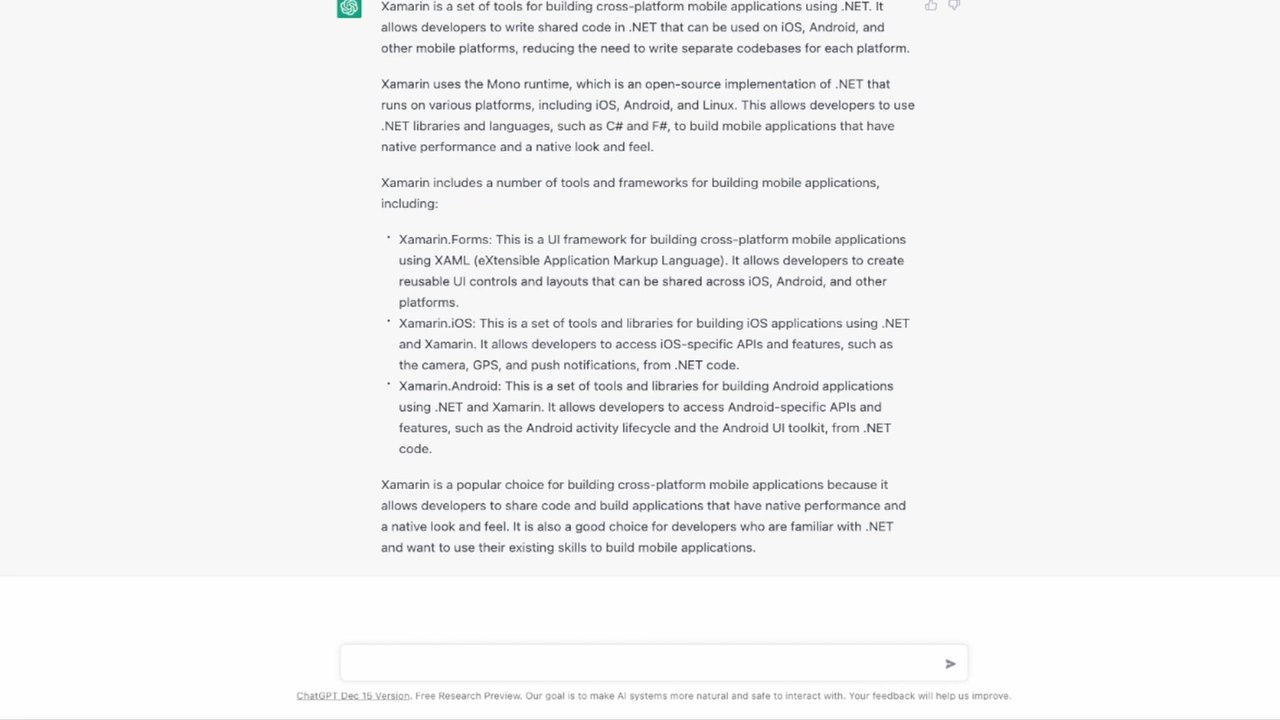 Xamarin is a set of tools for building cross-platform mobile applications using .NET. It
allows developers to write shared code in .NET that can be used on iOS, Android, and
other mobile platforms, reducing the need to write separate codebases for each platform.
Xamarin uses the Mono runtime, which is an open-source implementation of .NET that
runs on various platforms, including iOS, Android, and Linux. This allows developers to use
.NET libraries and languages, such as C# and F#, to build mobile applications that have
native performance and a native look and feel.
Xamarin includes a number of tools and frameworks for building mobile applications,
including:
• Xamarin.Forms: This is a UI framework for building cross-platform mobile applications
using XAML (eXtensible Application Markup Language). It allows developers to create
reusable UI controls and layouts that can be shared across iOS, Android, and other
platforms.
• Xamarin.iOS: This is a set of tools and libraries for building iOS applications using .NET
and Xamarin. It allows developers to access iOS-specific APIs and features, such as
the camera, GPS, and push notifications, from .NET code.
• Xamarin.Android: This is a set of tools and libraries for building Android applications
using .NET and Xamarin. It allows developers to access Android-specific APIs and
features, such as the Android activity lifecycle and the Android UI toolkit, from .NET
code.
Xamarin is a popular choice for building cross-platform mobile applications because it
allows developers to share code and build applications that have native performance and
a native look and feel. It is also a good choice for developers who are familiar with .NET
and want to use their existing skills to build mobile applications.
ChatGPT Dec 15 Version. Free Research Preview. Our goal is to make AI systems more natural and safe to interact with. Your feedback will help us improve.